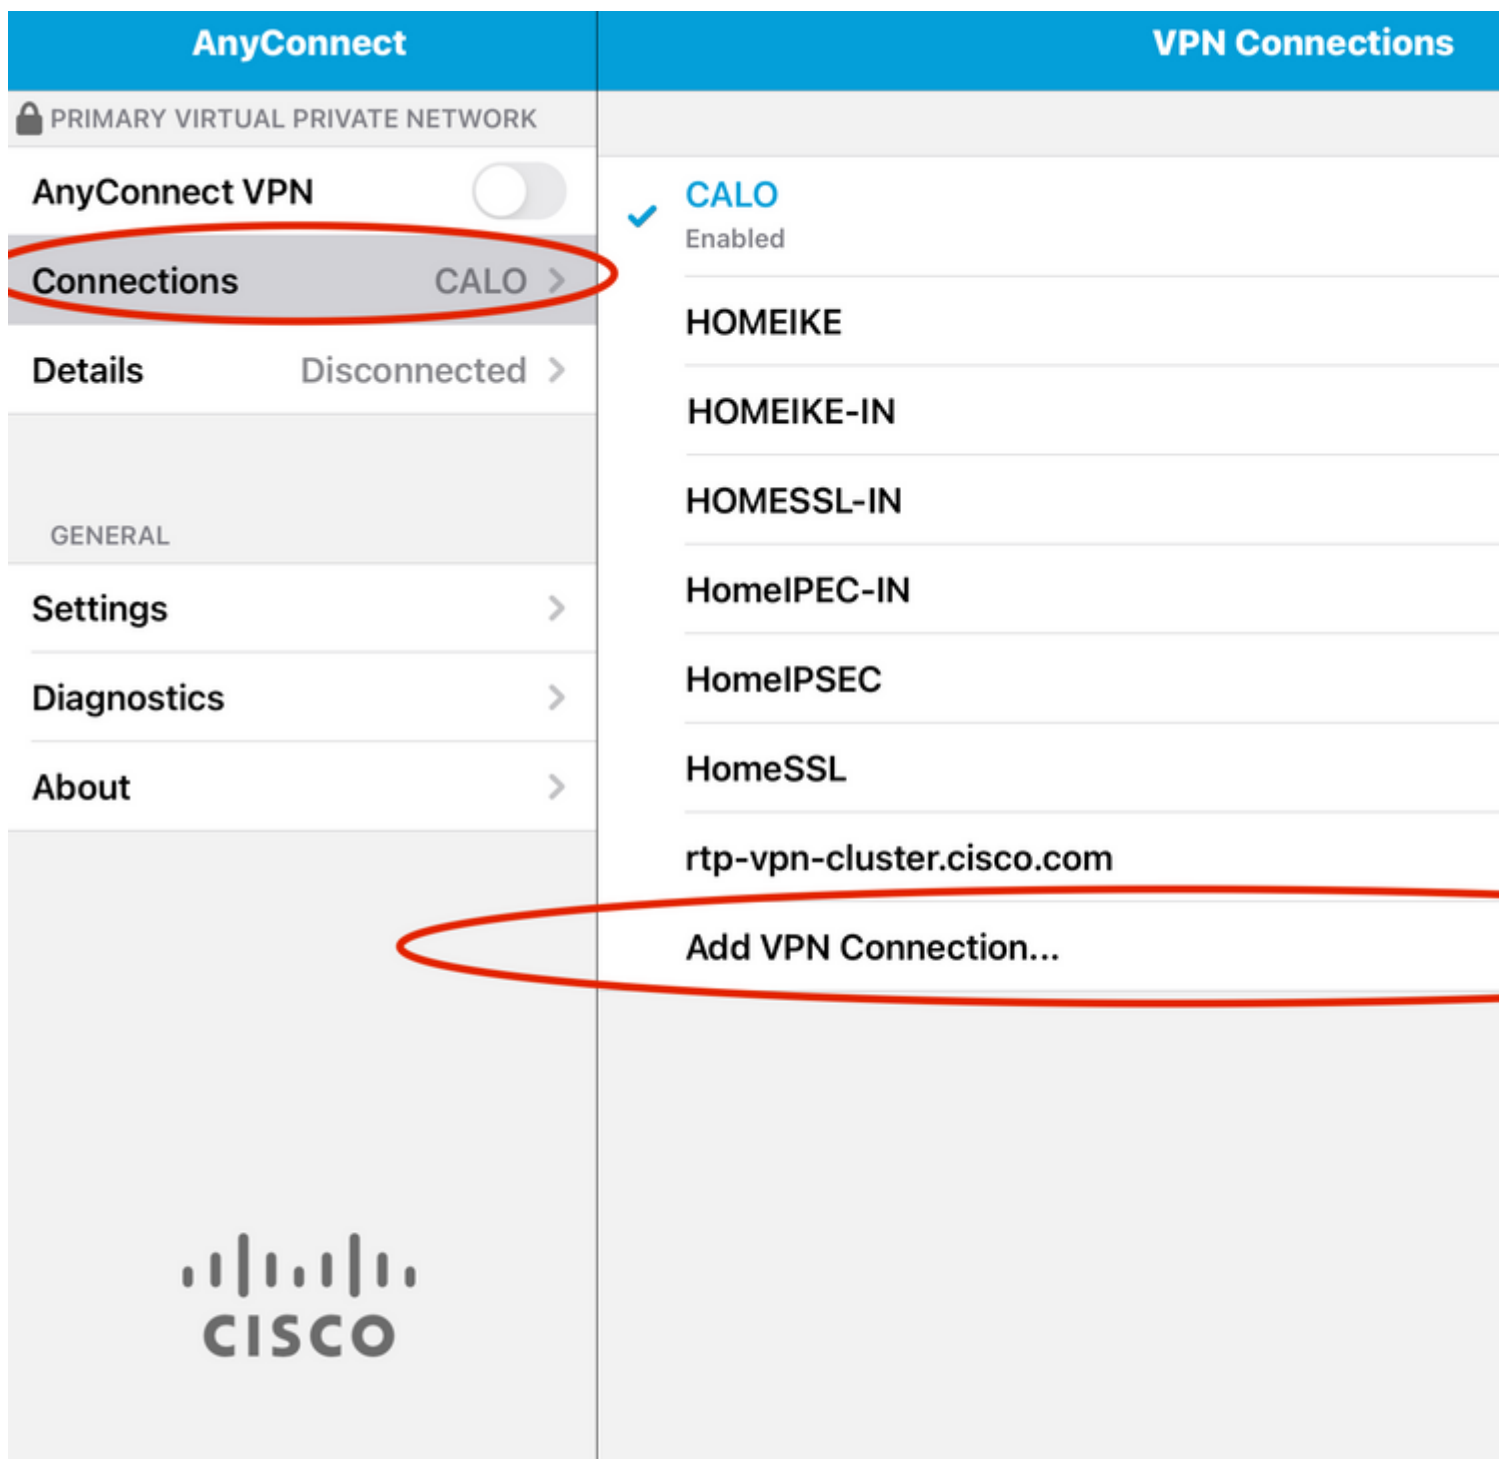 AnyConnect
PRIMARY VIRTUAL PRIVATE NETWORK
AnyConnect VPN
Connections CALO
Details Disconnected
GENERAL
Settings
Diagnostics
About
CISCO
VPN Connections
CALO
Enabled
HOMEIKE
HOMEIKE-IN
HOMESSL-IN
HomeIPEC-IN
HomeIPSEC
HomeSSL
rtp-vpn-cluster.cisco.com
Add VPN Connection...